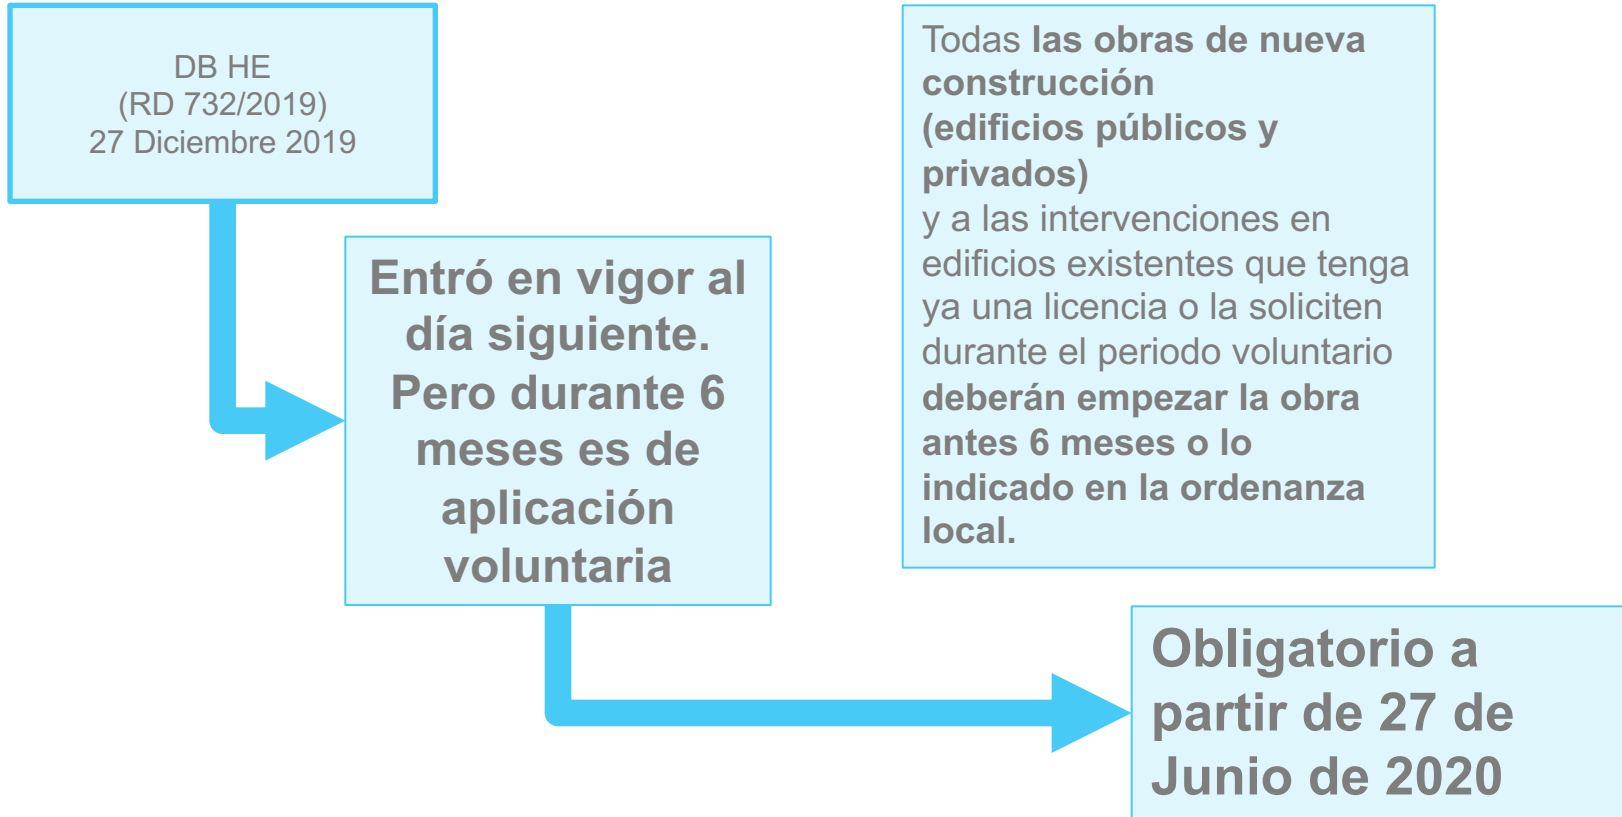 DB HE
(RD 732/2019)
27 Diciembre 2019
Entró en vigor al
día siguiente.
Pero durante 6
meses es de
aplicación
voluntaria
Todas las obras de nueva
construcción
(edificios públicos y
privados)
y a las intervenciones en
edificios existentes que tenga
ya una licencia o la soliciten
durante el periodo voluntario
deberán empezar la obra
antes 6 meses o lo
indicado en la ordenanza
local.
Obligatorio a
partir de 27 de
Junio de 2020